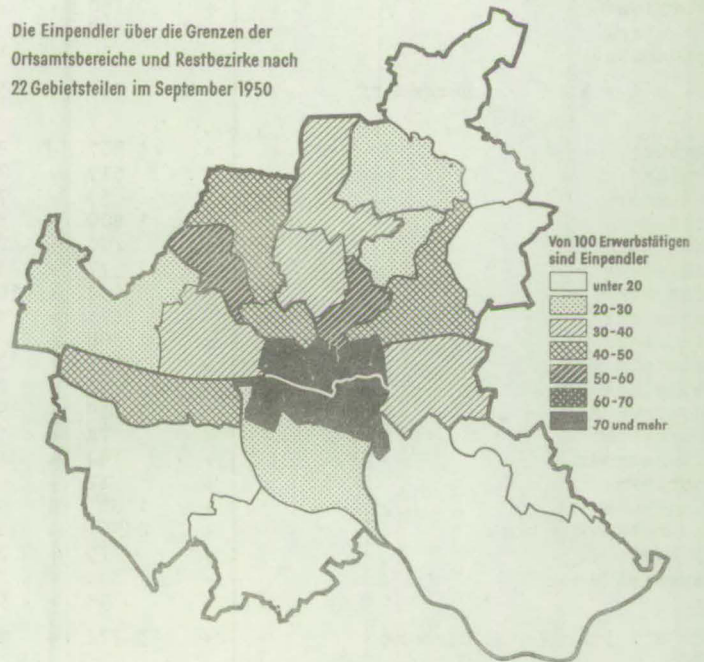 Die Einpendler über die Grenzen der
Ortsamtsbereiche und Restbezirke nach
22 Gebietsteilen im September 1950
Von 100 Erwerbstätigen
sind Einpendler
unter 20
20-30
30-40
40-50
50-60
60-70
70 und mehr